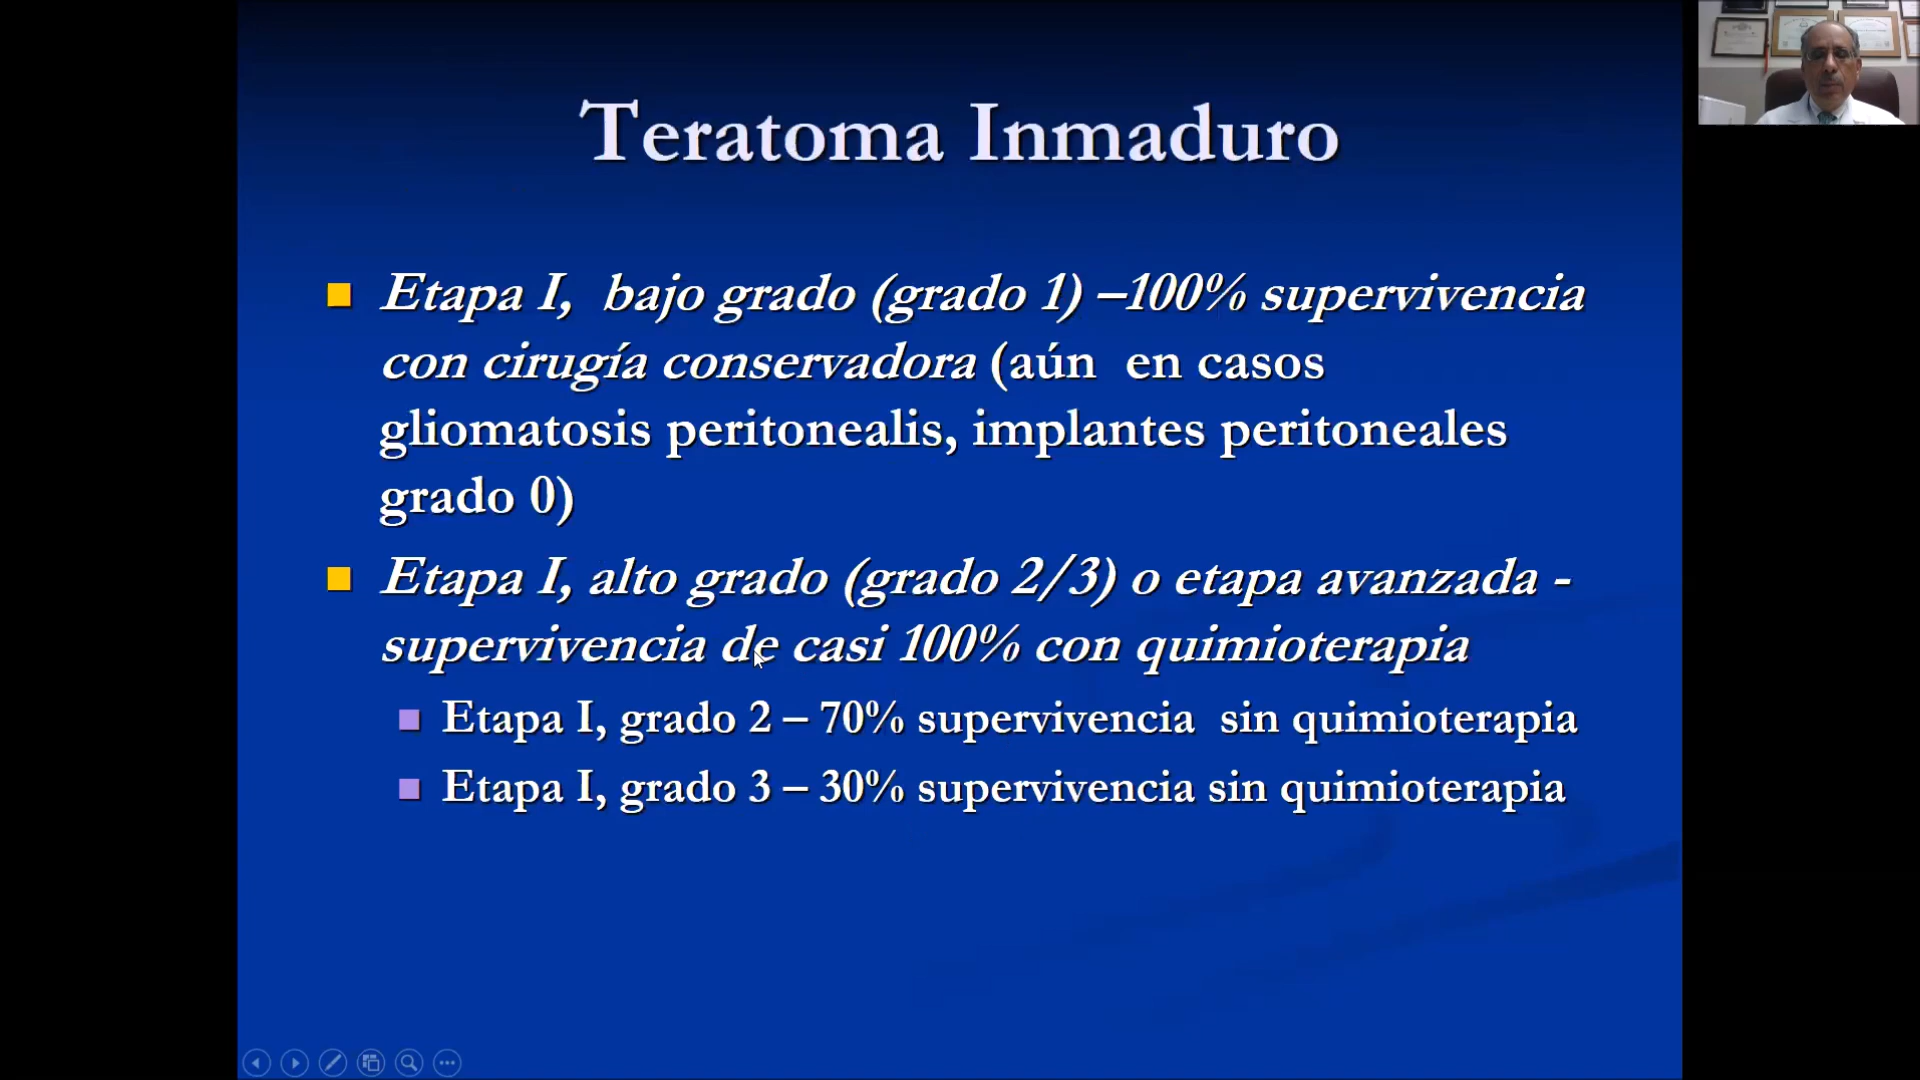 Teratoma Inmaduro
Etapa I, bajo grado (grado 1) –100% supervivencia
con cirugía conservadora (aún en casos
gliomatosis peritonealis, implantes peritoneales
grado 0)
Etapa I, alto grado (grado 2/3) o etapa avanzada -
supervivencia de casi 100% con quimioterapia
Etapa I, grado 2 – 70% supervivencia sin quimioterapia
Etapa I, grado 3 – 30% supervivencia sin quimioterapia